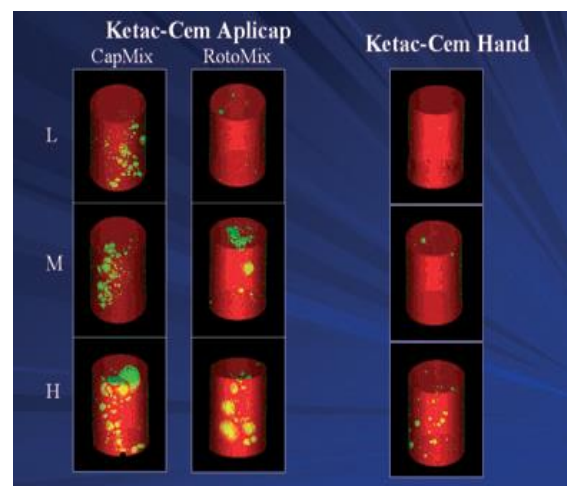 Ketac-Cem Aplicap
Ketac-Cem Hand
CapMix
RotoMix
L
M
H